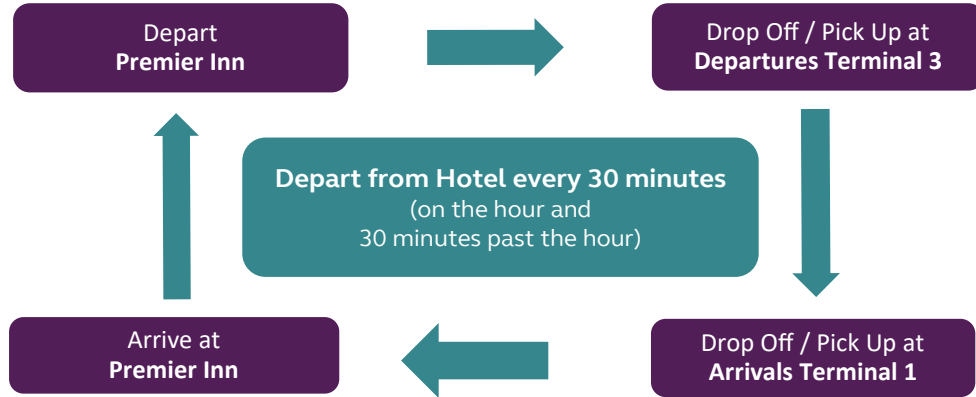 Depart
Premier Inn
Drop Off / Pick Up at
Departures Terminal 3
Depart from Hotel every 30 minutes
(on the hour and
30 minutes past the hour)
Arrive at
Premier Inn
Drop Off / Pick Up at
Arrivals Terminal 1